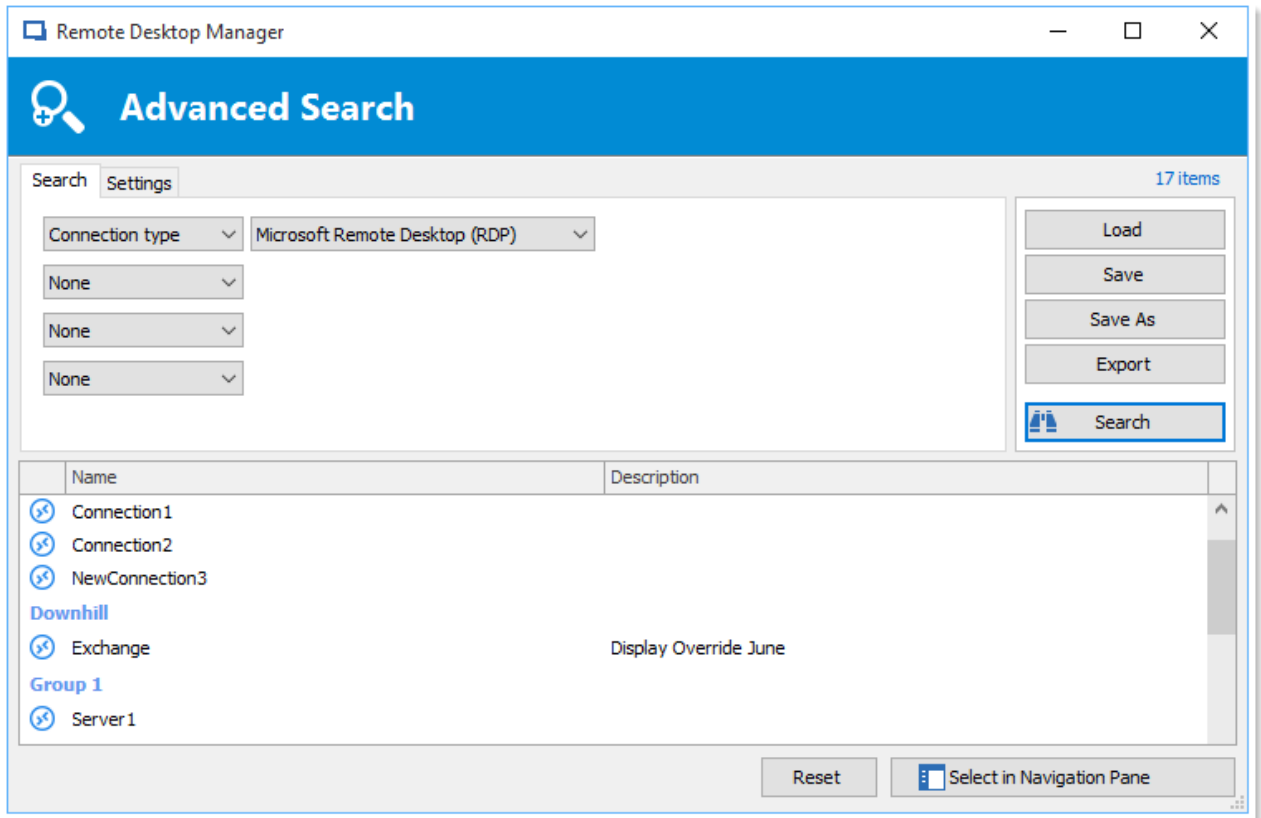 Remote Desktop Manager
Advanced Search
Search Settings 17 items
Connection type Microsoft Remote Desktop (RDP) Load
None Save
None Save As
None Export
Search
Name Description
Connection1
Connection2
NewConnection3
Downhill
Exchange Display Override June
Group 1
Server1
Reset Select in Navigation Pane